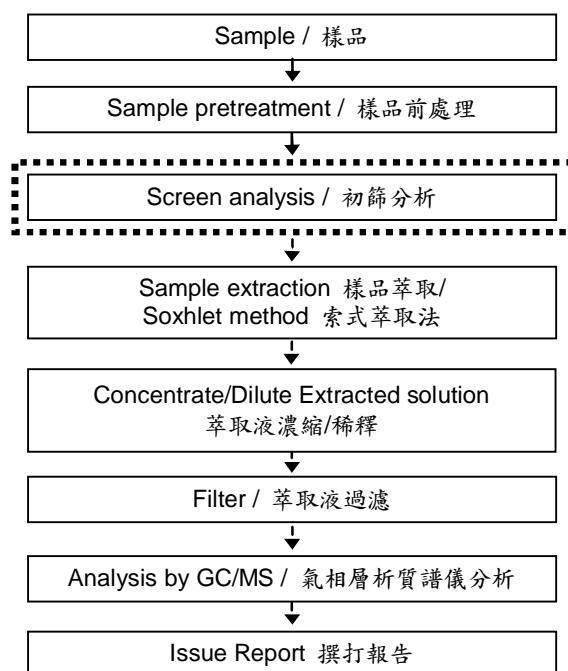 Sample / 樣品
Sample pretreatment / 樣品前處理
Screen analysis / 初篩分析
Sample extraction 樣品萃取/
Soxhlet method 索式萃取法
Concentrate/Dilute Extracted solution
萃取液濃縮/稀釋
Filter / 萃取液過濾
Analysis by GC/MS / 氣相層析質譜儀分析
Issue Report 撰打報告